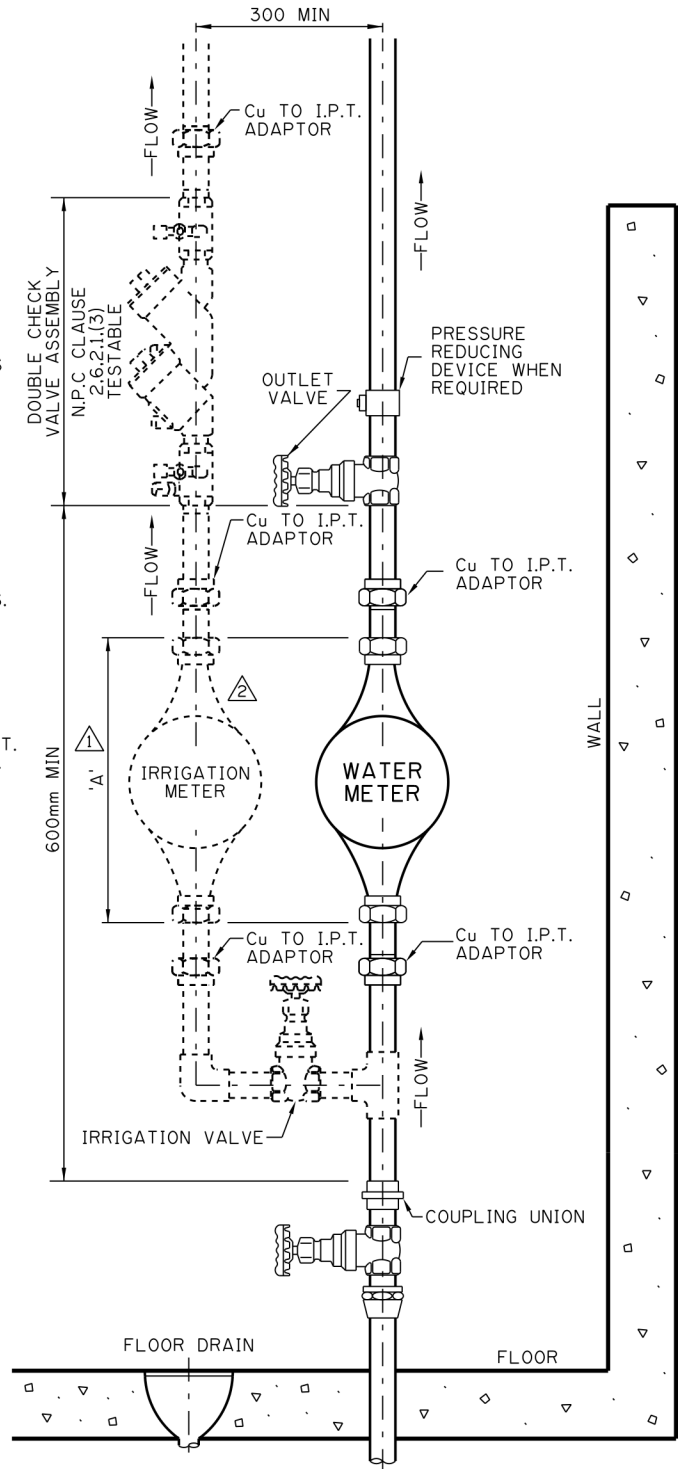 300 MIN
Cu TO I.P.T.
ADAPTOR
FLOW
FLOW
DOUBLE CHECK
VALVE ASSEMBLY
N.P.C CLAUSE
2.6.2.1.(3)
TESTABLE
PRESSURE
REDUCING
DEVICE WHEN
REQUIRED
OUTLET
VALVE
S
Cu TO I.P.T.
ADAPTOR
FLOW
Cu TO I.P.T.
ADAPTOR
S.
2
1
'A'
T.
600mm MIN
IRRIGATION
METER
WATER
METER
WALL
Cu TO I.P.T.
ADAPTOR
Cu TO I.P.T.
ADAPTOR
FLOW
IRRIGATION VALVE
COUPLING UNION
FLOOR DRAIN
FLOOR